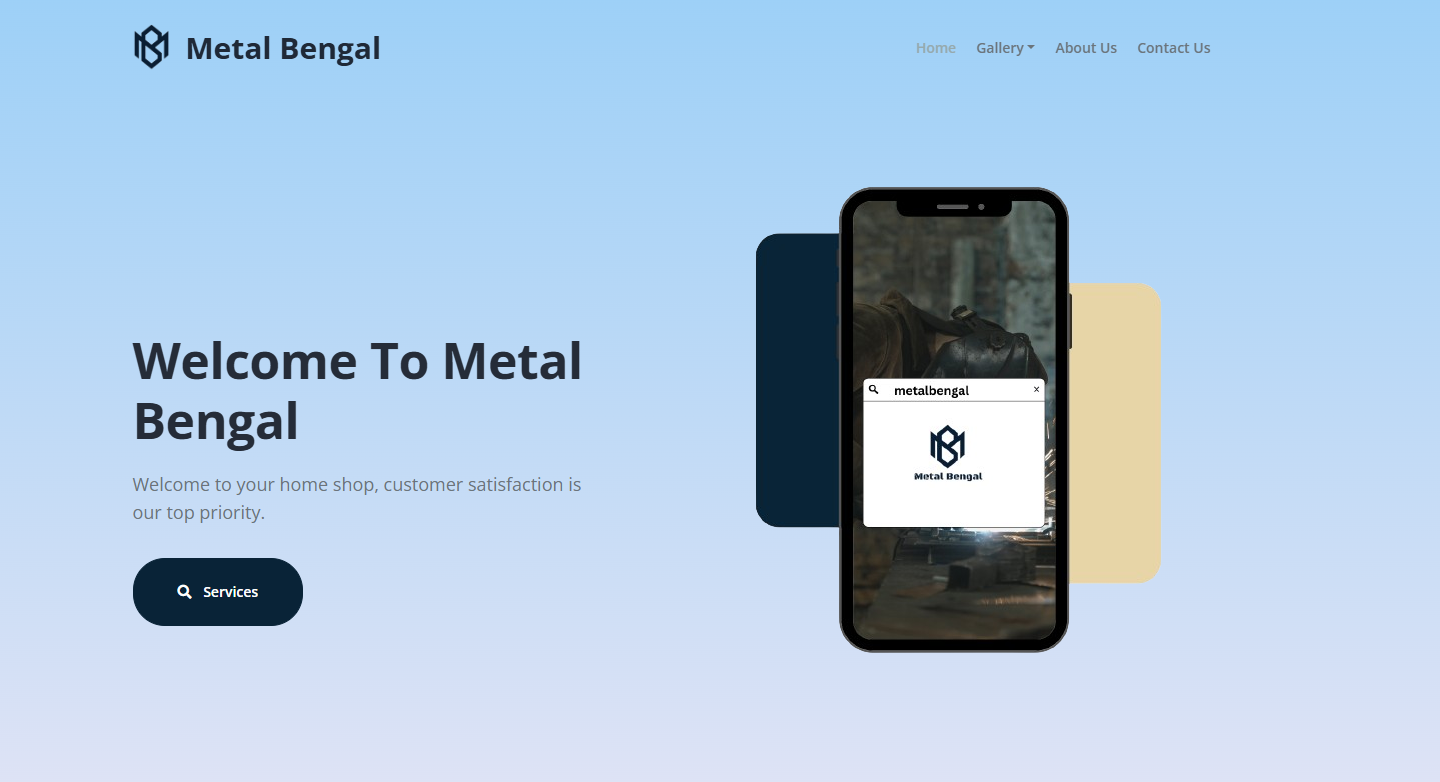 Metal Bengal
Home Gallery About Us Contact Us
Welcome To Metal
Bengal
Welcome to your home shop, customer satisfaction is
our top priority.
Services
metalbengal ×
Metal Bengal